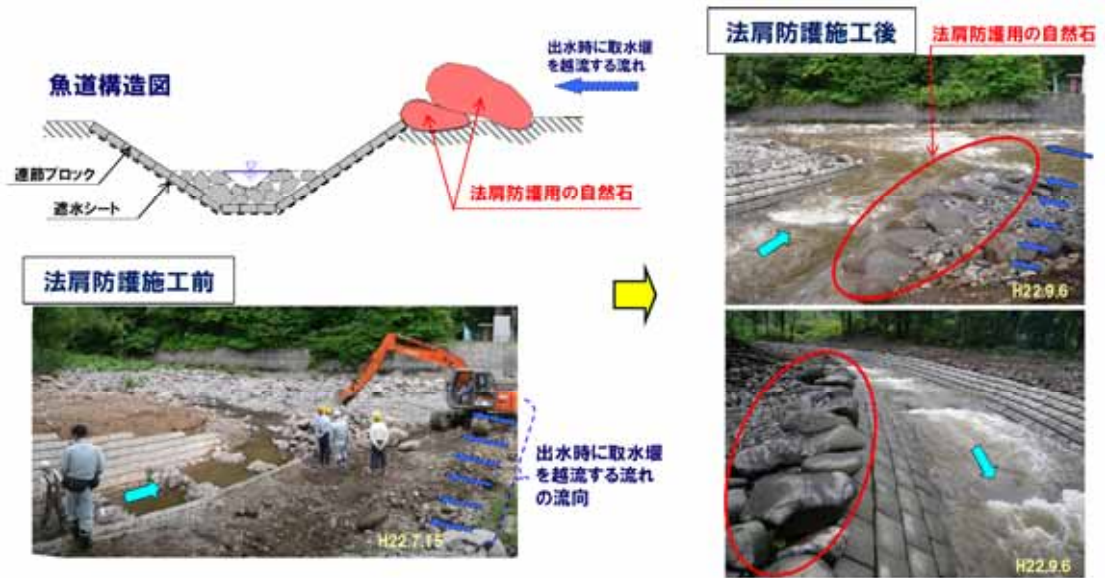 魚道構造図
出水時に取水堰
を越流する流れ
連節ブロック
遮水シート
法肩防護用の自然石
法肩防護施工前
H22.7.15
出水時に取水堰
を越流する流れ
の流向
法肩防護施工後
法肩防護用の自然石
H22.9.6
H22.9.6